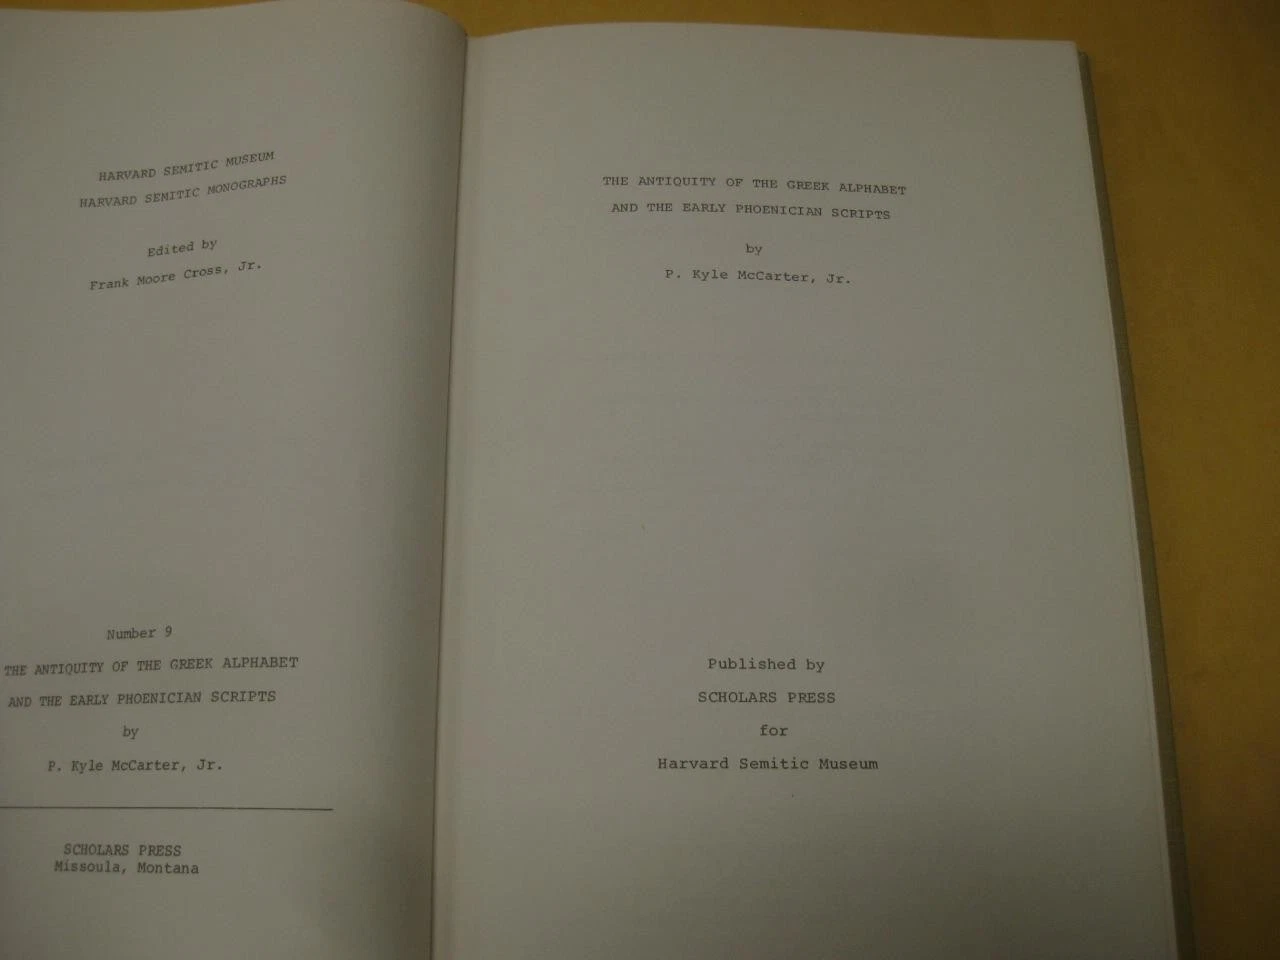 HARVARD SEMITIC MUSEUM
HARVARD SEMITIC MONOGRAPHS
Edited by
Frank Moore Cross, Jr.
Number 9
THE ANTIQUITY OF THE GREEK ALPHABET
AND THE EARLY PHOENICIAN SCRIPTS
by
P. Kyle McCarter, Jr.
SCHOLARS PRESS
Missoula, Montana
THE ANTIQUITY OF THE GREEK ALPHABET
AND THE EARLY PHOENICIAN SCRIPTS
by
P. Kyle McCarter, Jr.
Published by
SCHOLARS PRESS
for
Harvard Semitic Museum